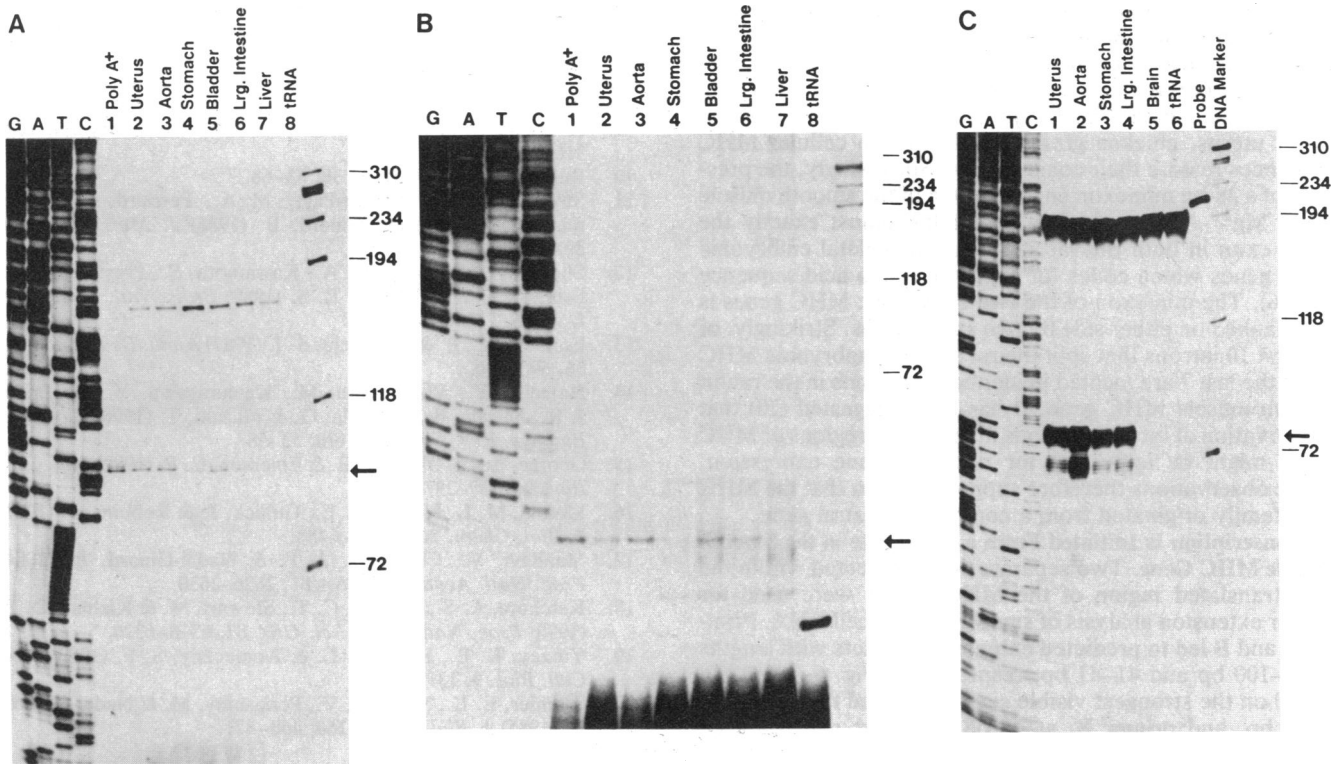 A
Poly A+
Uterus
Aorta
Stomach
Bladder
Lrg. Intestine
Liver
tRNA
G A T C 1 2 3 4 5 6 7 8
310
234
194
118
72
B
Poly A+
Uterus
Aorta
Stomach
Bladder
Lrg. Intestine
Liver
tRNA
G A T C 1 2 3 4 5 6 7 8
310
234
194
118
72
C
Uterus
Aorta
Stomach
Lrg. Intestine
Brain
tRNA
Probe
DNA Marker
G A T C 1 2 3 4 5 6
310
234
194
118
72